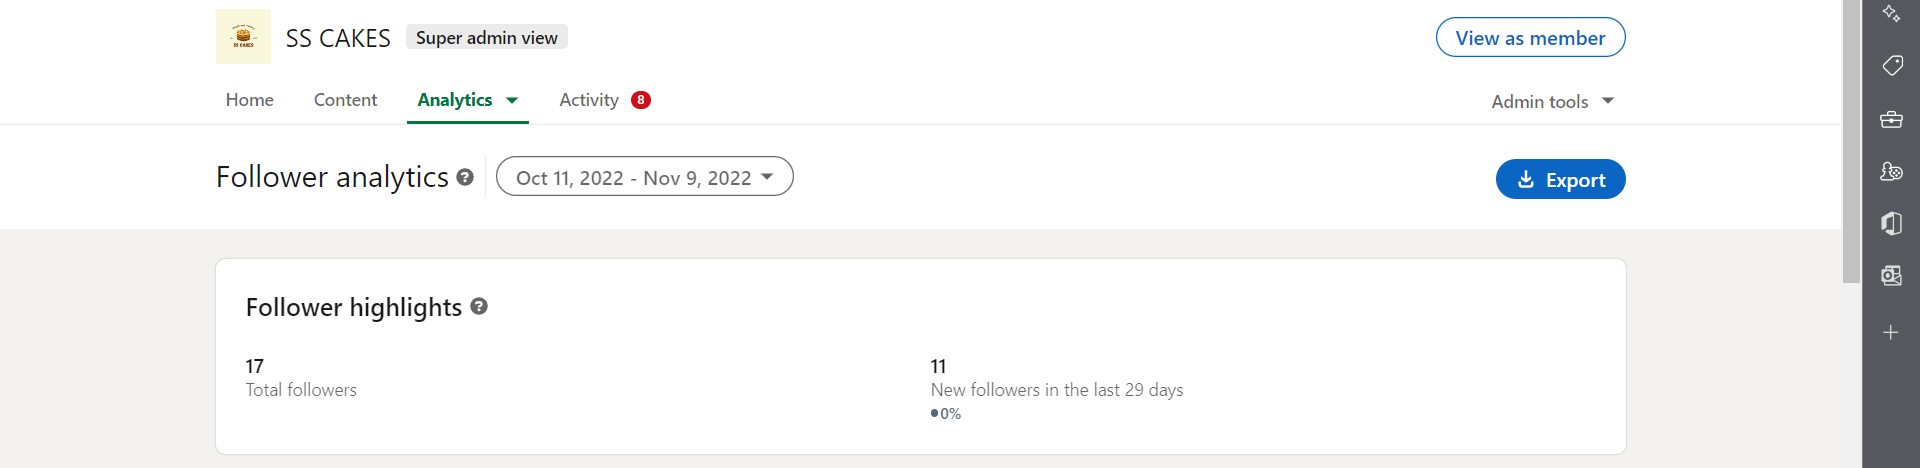 SS CAKES
SS CAKES Super admin view
View as member
Home Content Analytics Activity 8
Admin tools
Follower analytics ? Oct 11, 2022 - Nov 9, 2022
Export
Follower highlights ?
17
Total followers
11
New followers in the last 29 days
0%